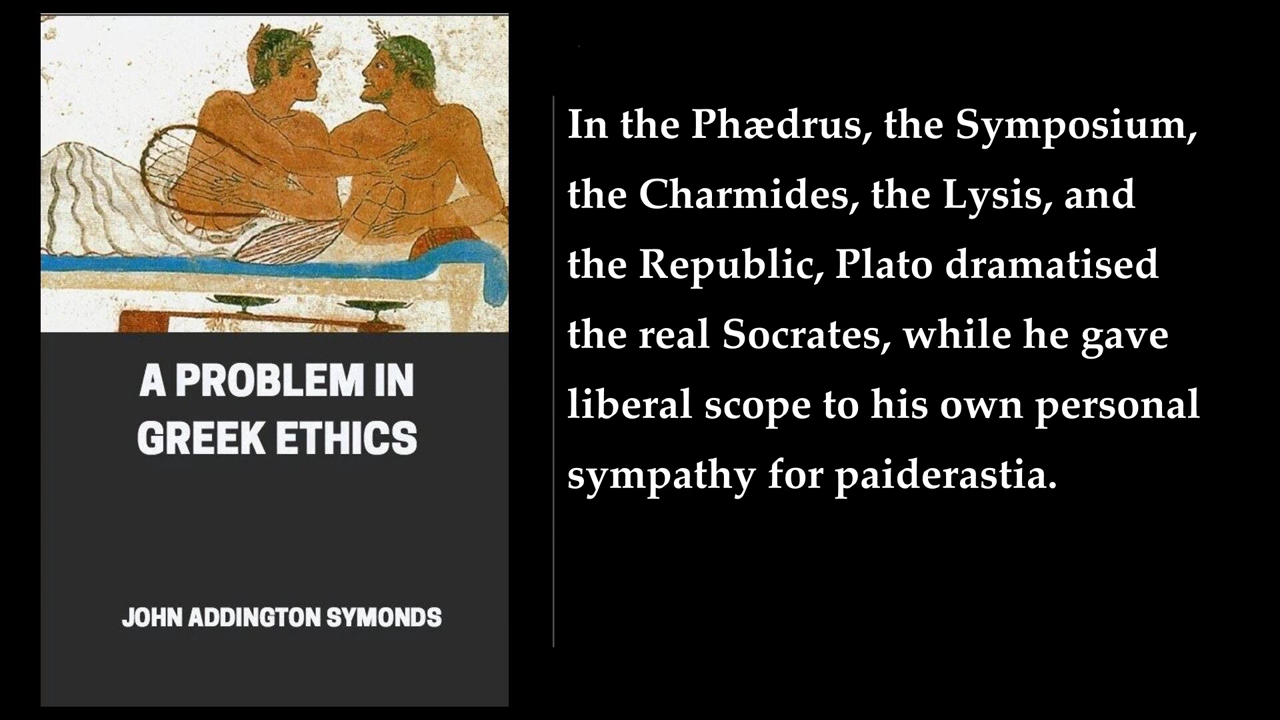 A PROBLEM IN
GREEK ETHICS
JOHN ADDINGTON SYMONDS
In the Phædrus, the Symposium,
the Charmides, the Lysis, and
the Republic, Plato dramatised
the real Socrates, while he gave
liberal scope to his own personal
sympathy for paiderastia.